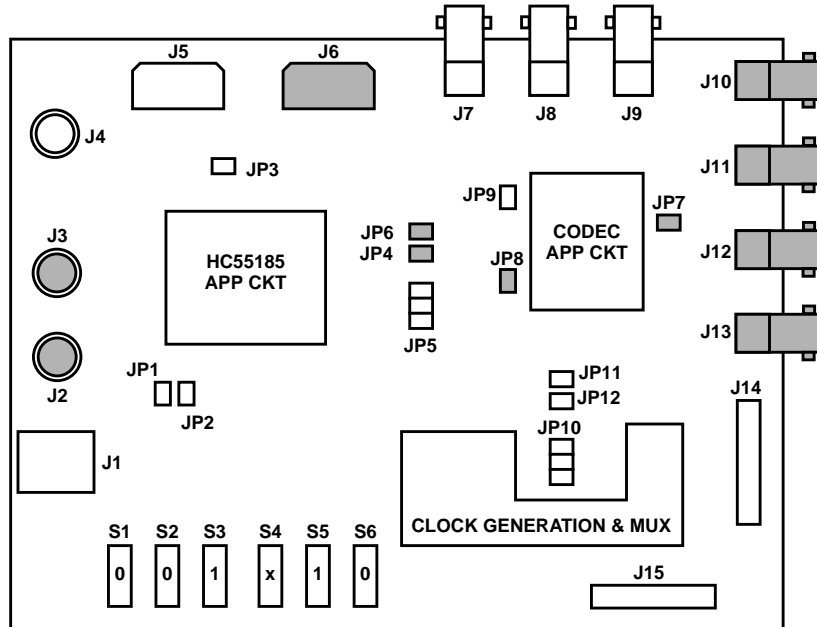 J5
J6
J7
J8
J9
J10
J4
JP3
J11
JP9
JP7
J3
JP6
JP4
HC55185
APP CKT
CODEC
APP CKT
JP8
J12
J13
JP5
J2
JP1
JP2
JP11
JP12
JP10
J14
J1
CLOCK GENERATION & MUX
S1 S2 S3 S4 S5 S6
0 0 1 x 1 0
J15